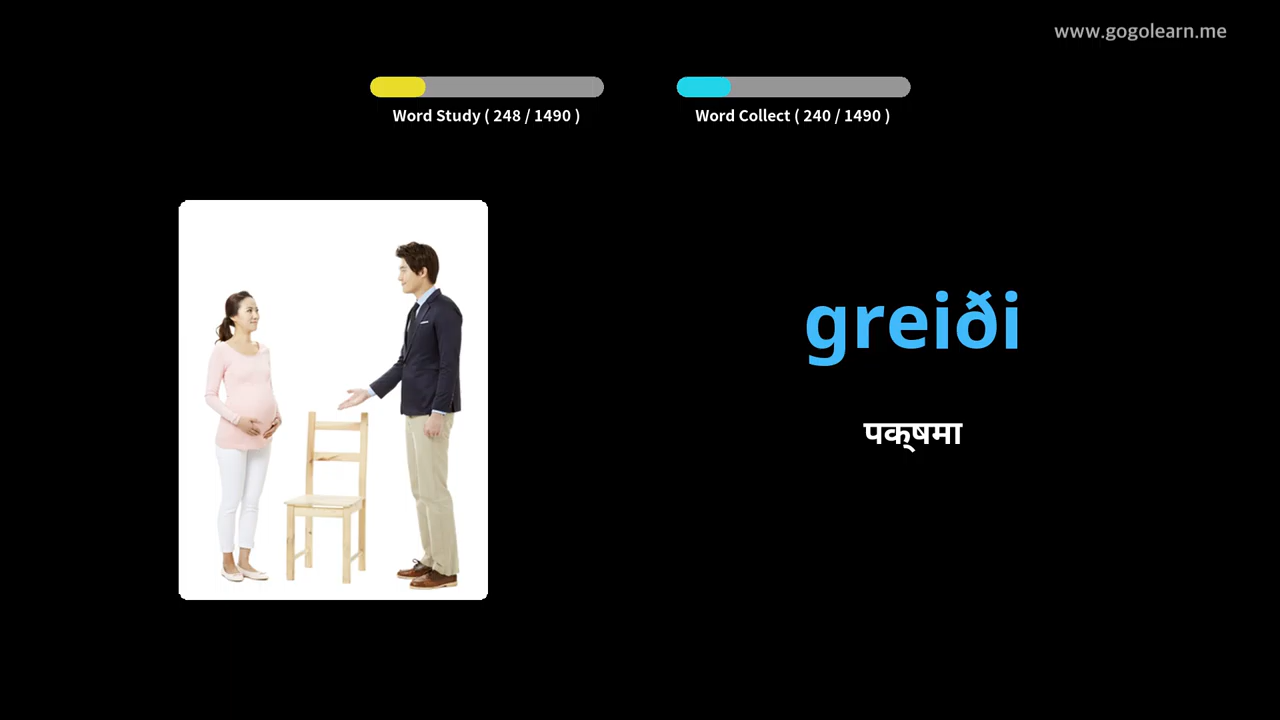 www.gogolearn.me
Word Study ( 248 / 1490 )
Word Collect ( 240 / 1490 )
greiði
पक्षमा